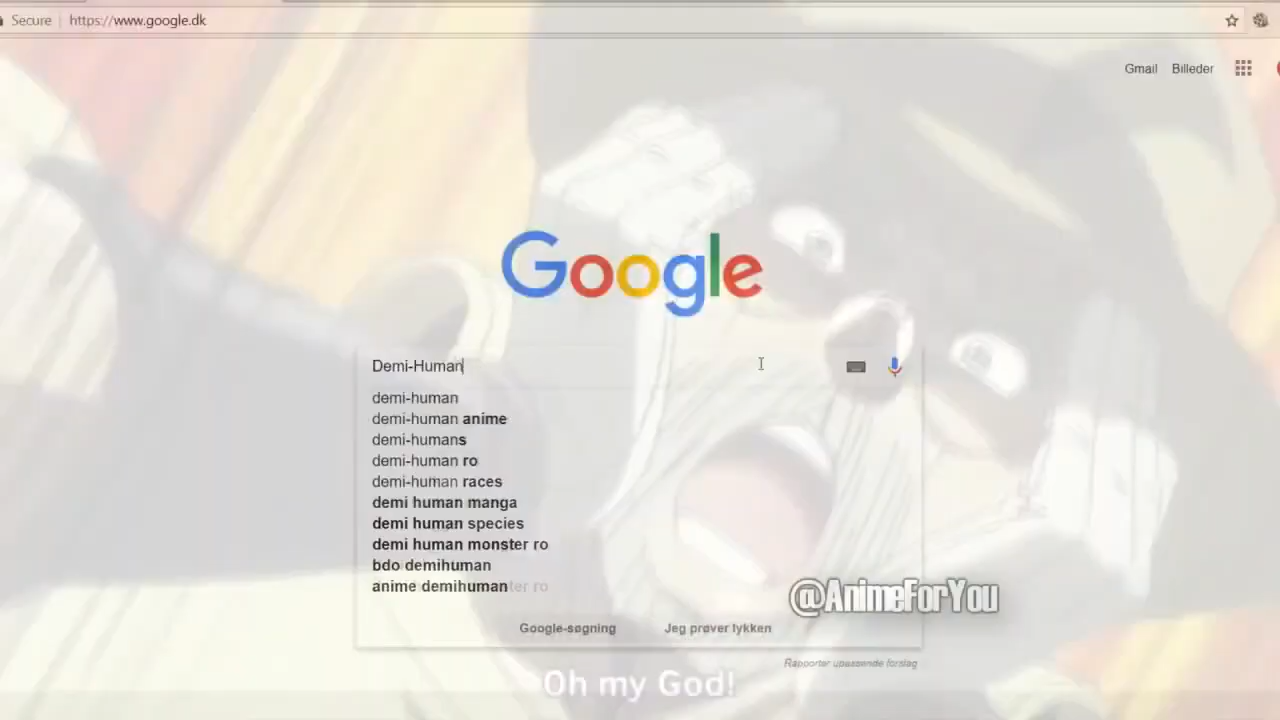 Secure https://www.google.dk
Gmail Billeder
Google
Demi-Human
demi-human
demi-human anime
demi-humans
demi-human ro
demi-human races
demi human manga
demi human species
demi human monster ro
bdo demihuman
anime demihuman ter ro
@AnimeForYou
Google-søgning Jeg prøver lykken
Rapporter upassende forslag
Oh my God!